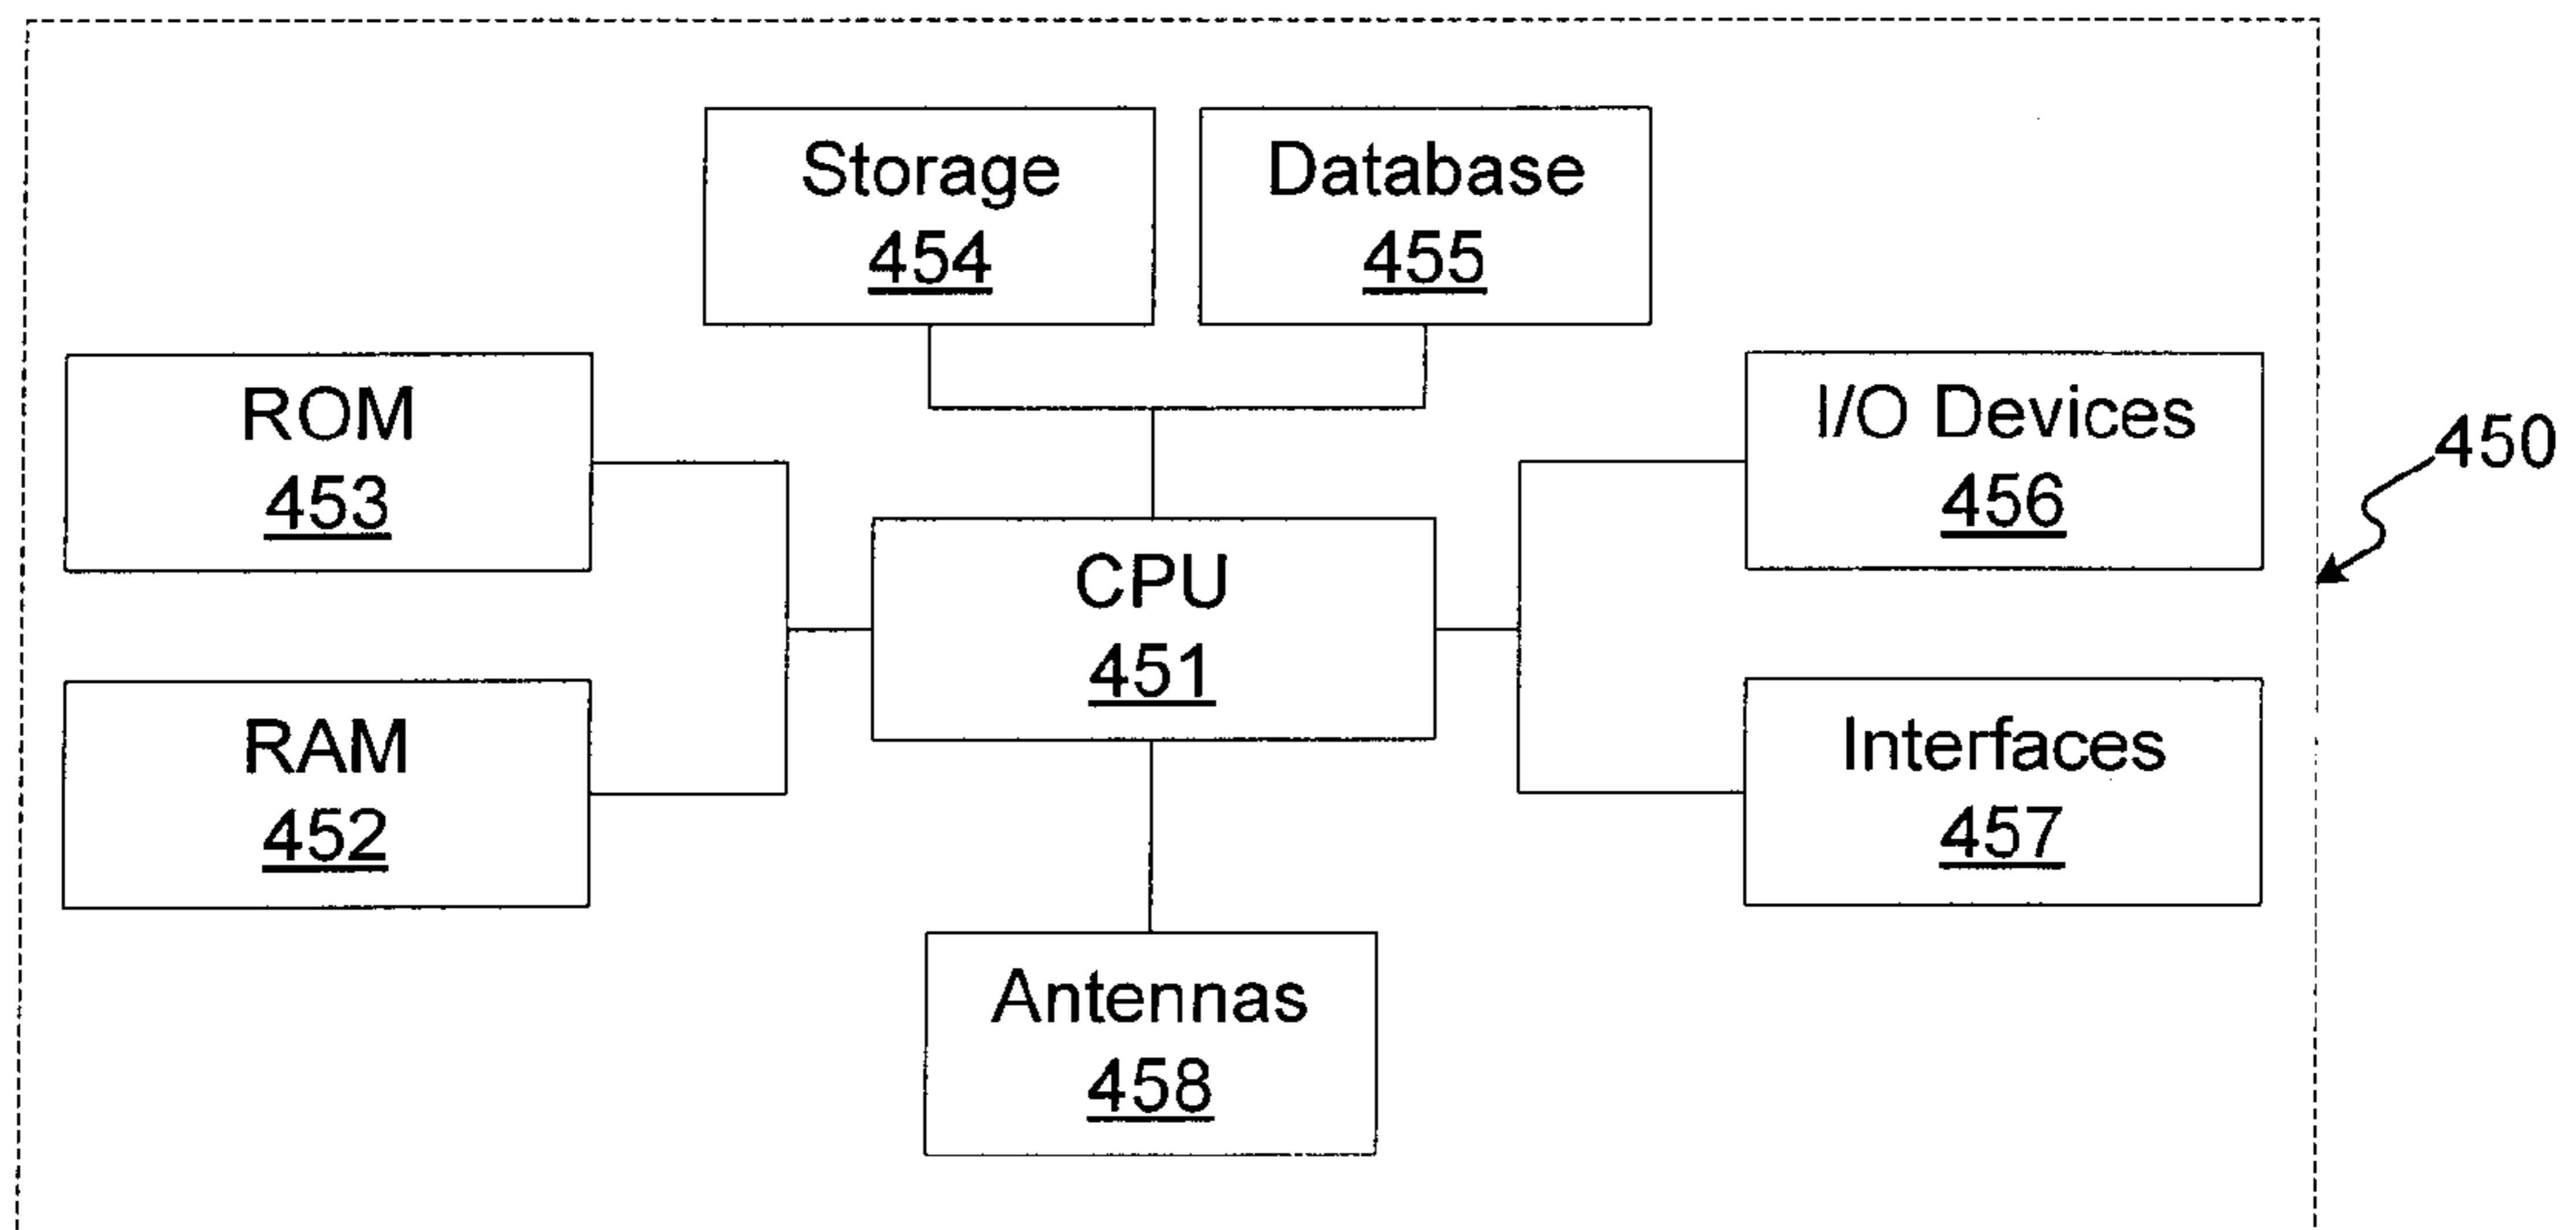 Storage
454
Database
455
ROM
453
I/O Devices
456
450
CPU
451
RAM
452
Interfaces
457
Antennas
458